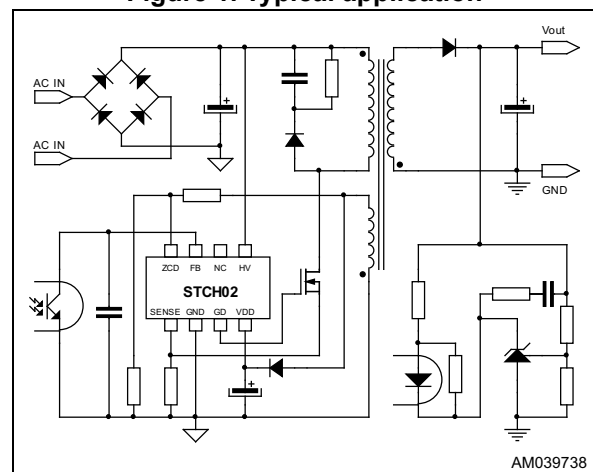 Figure 1. Typical application
Vout
AC IN
AC IN
GND
ZCD FB NC HV
STCH02
SENSE GND GD VDD
AM039738